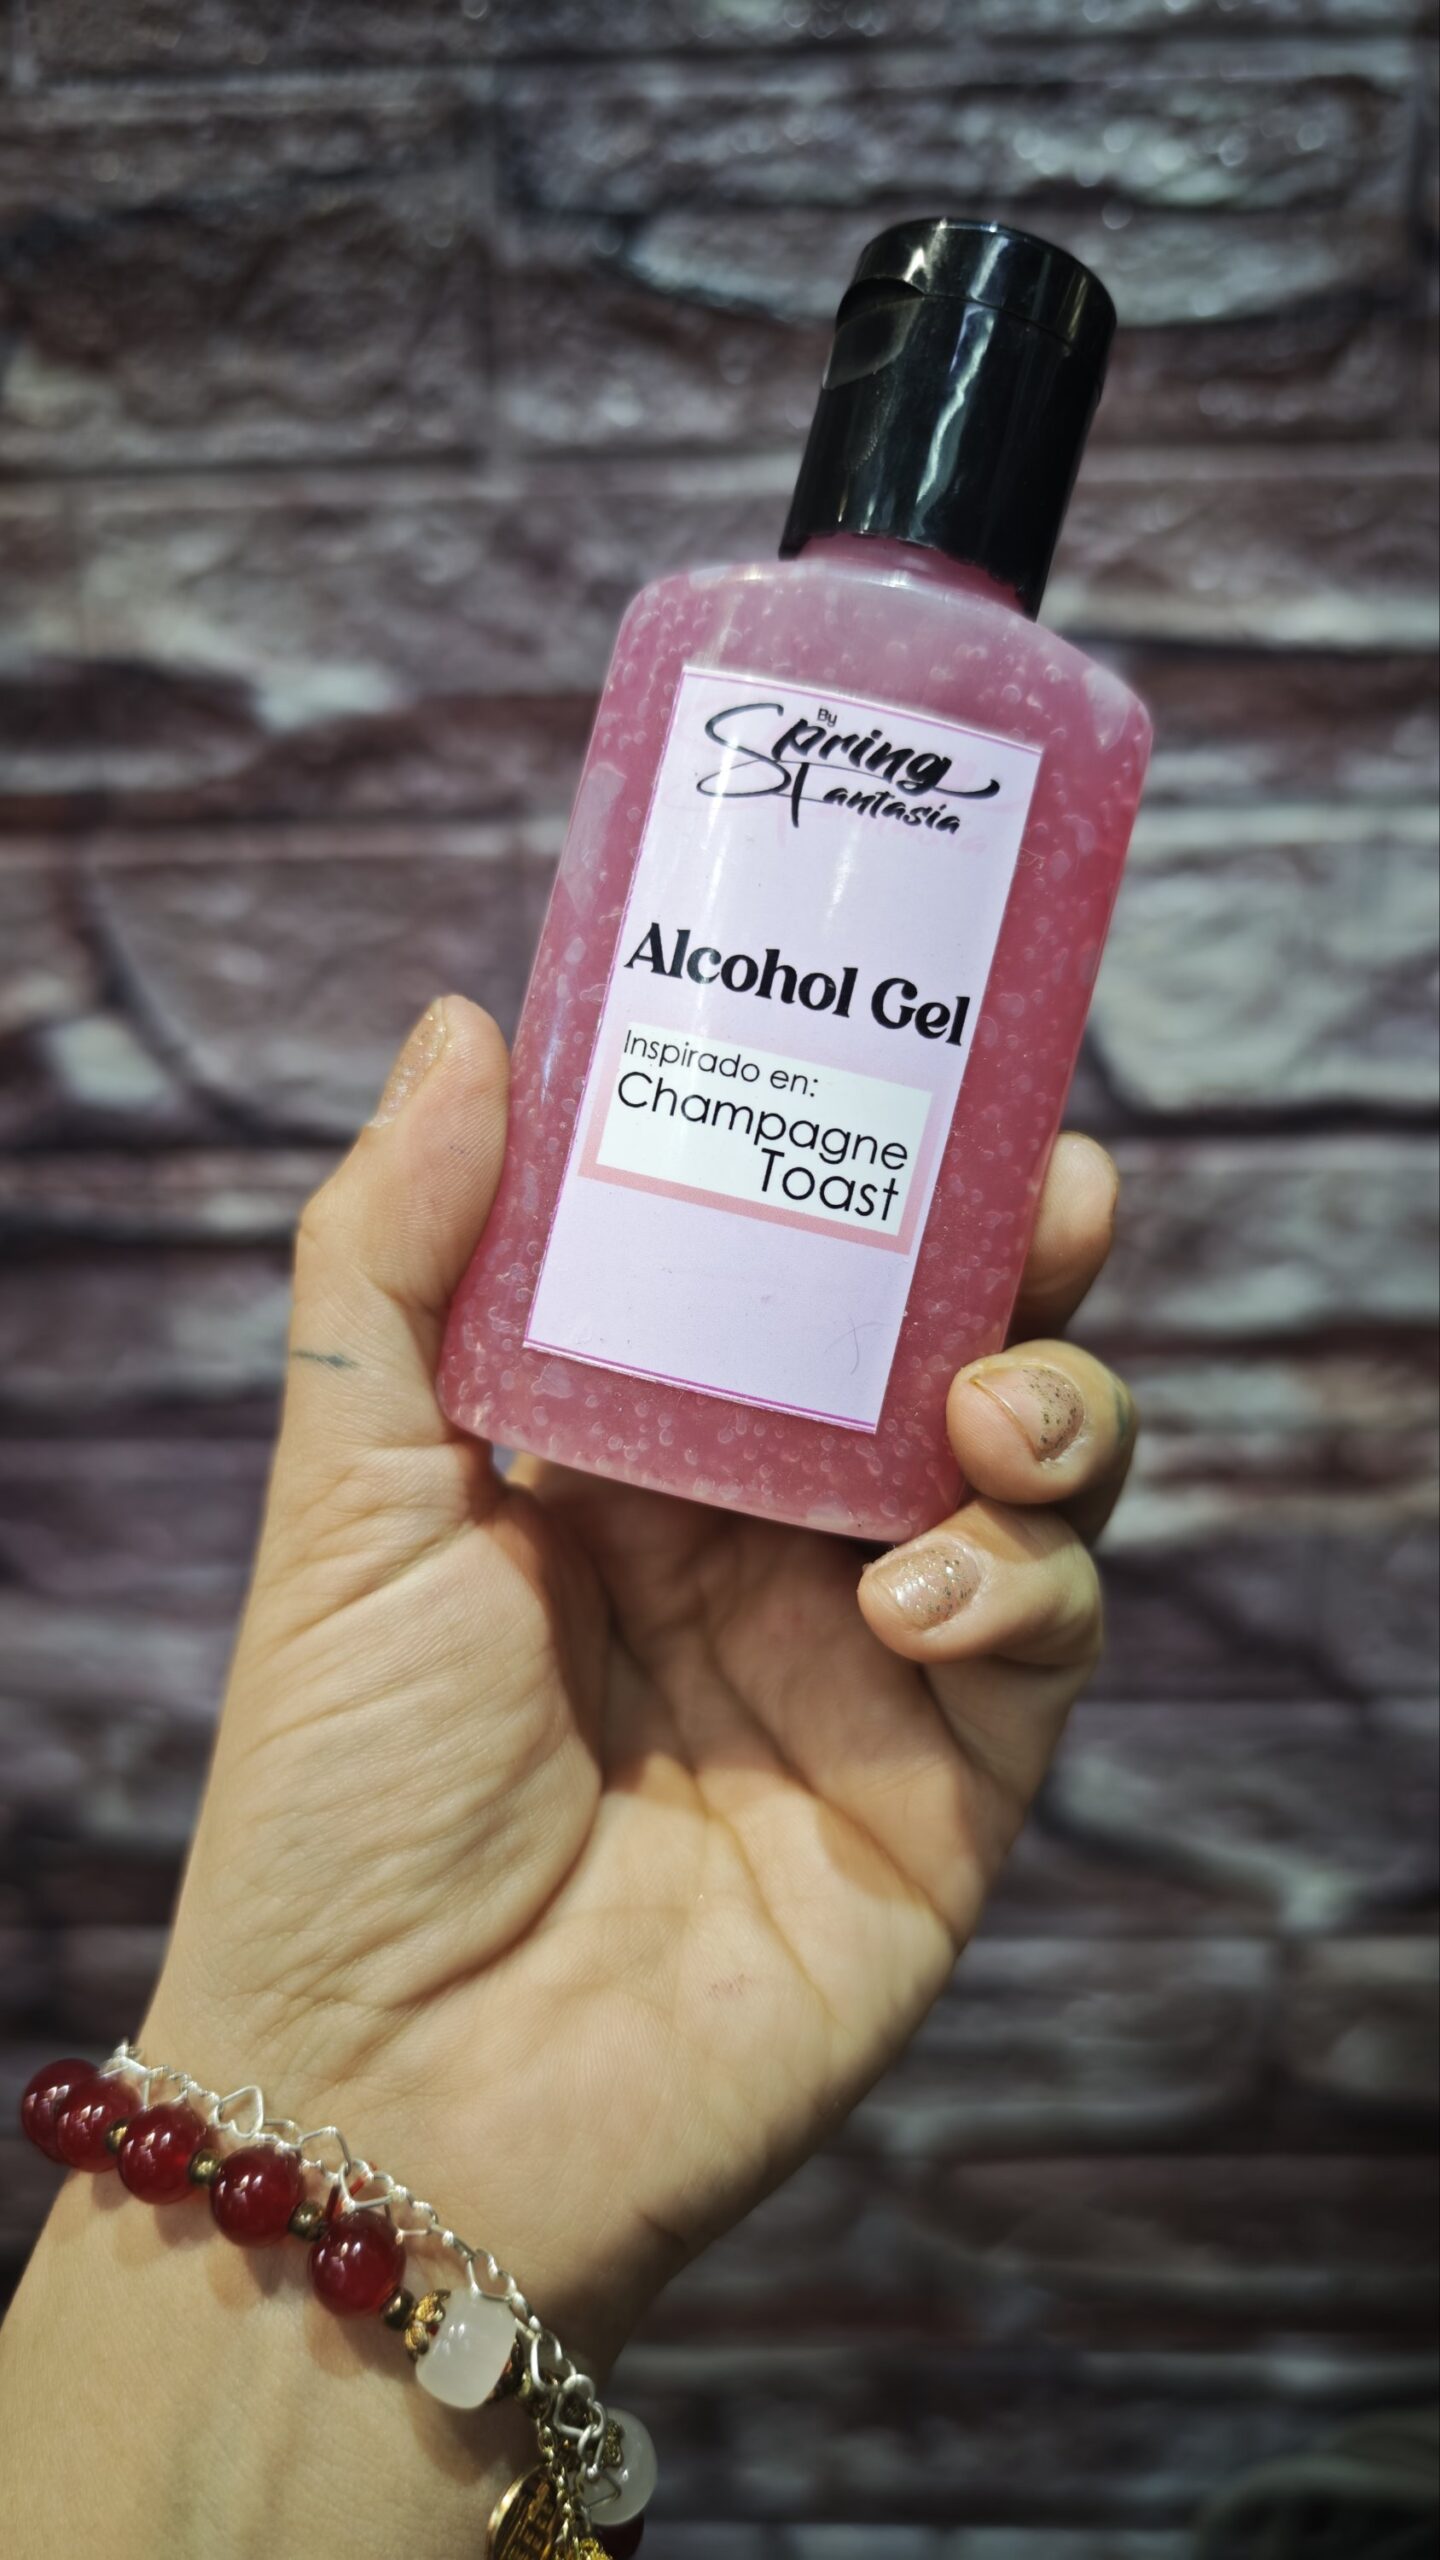 By
Spring
Fantasia
Alcohol Gel
Inspirado en:
Champagne
Toast